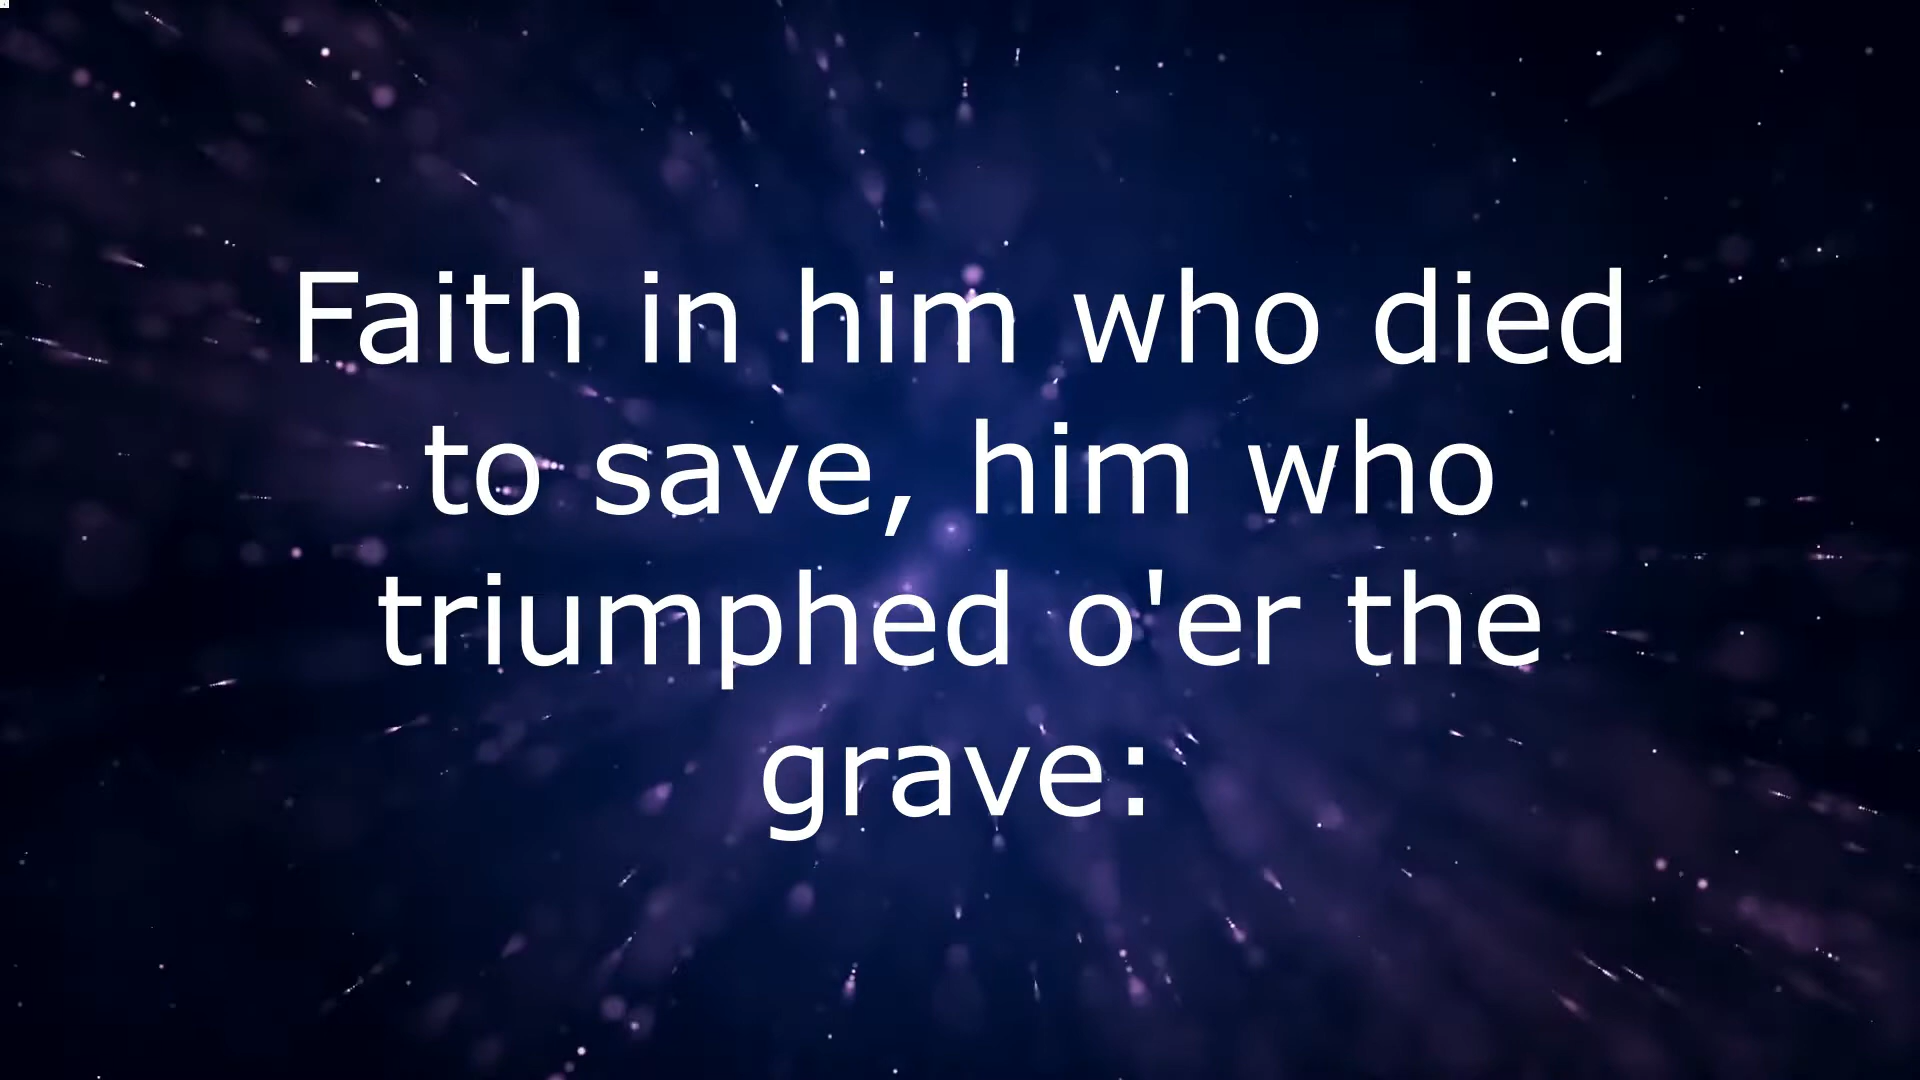 Faith in him who died
to save, him who
triumphed o'er the
grave: